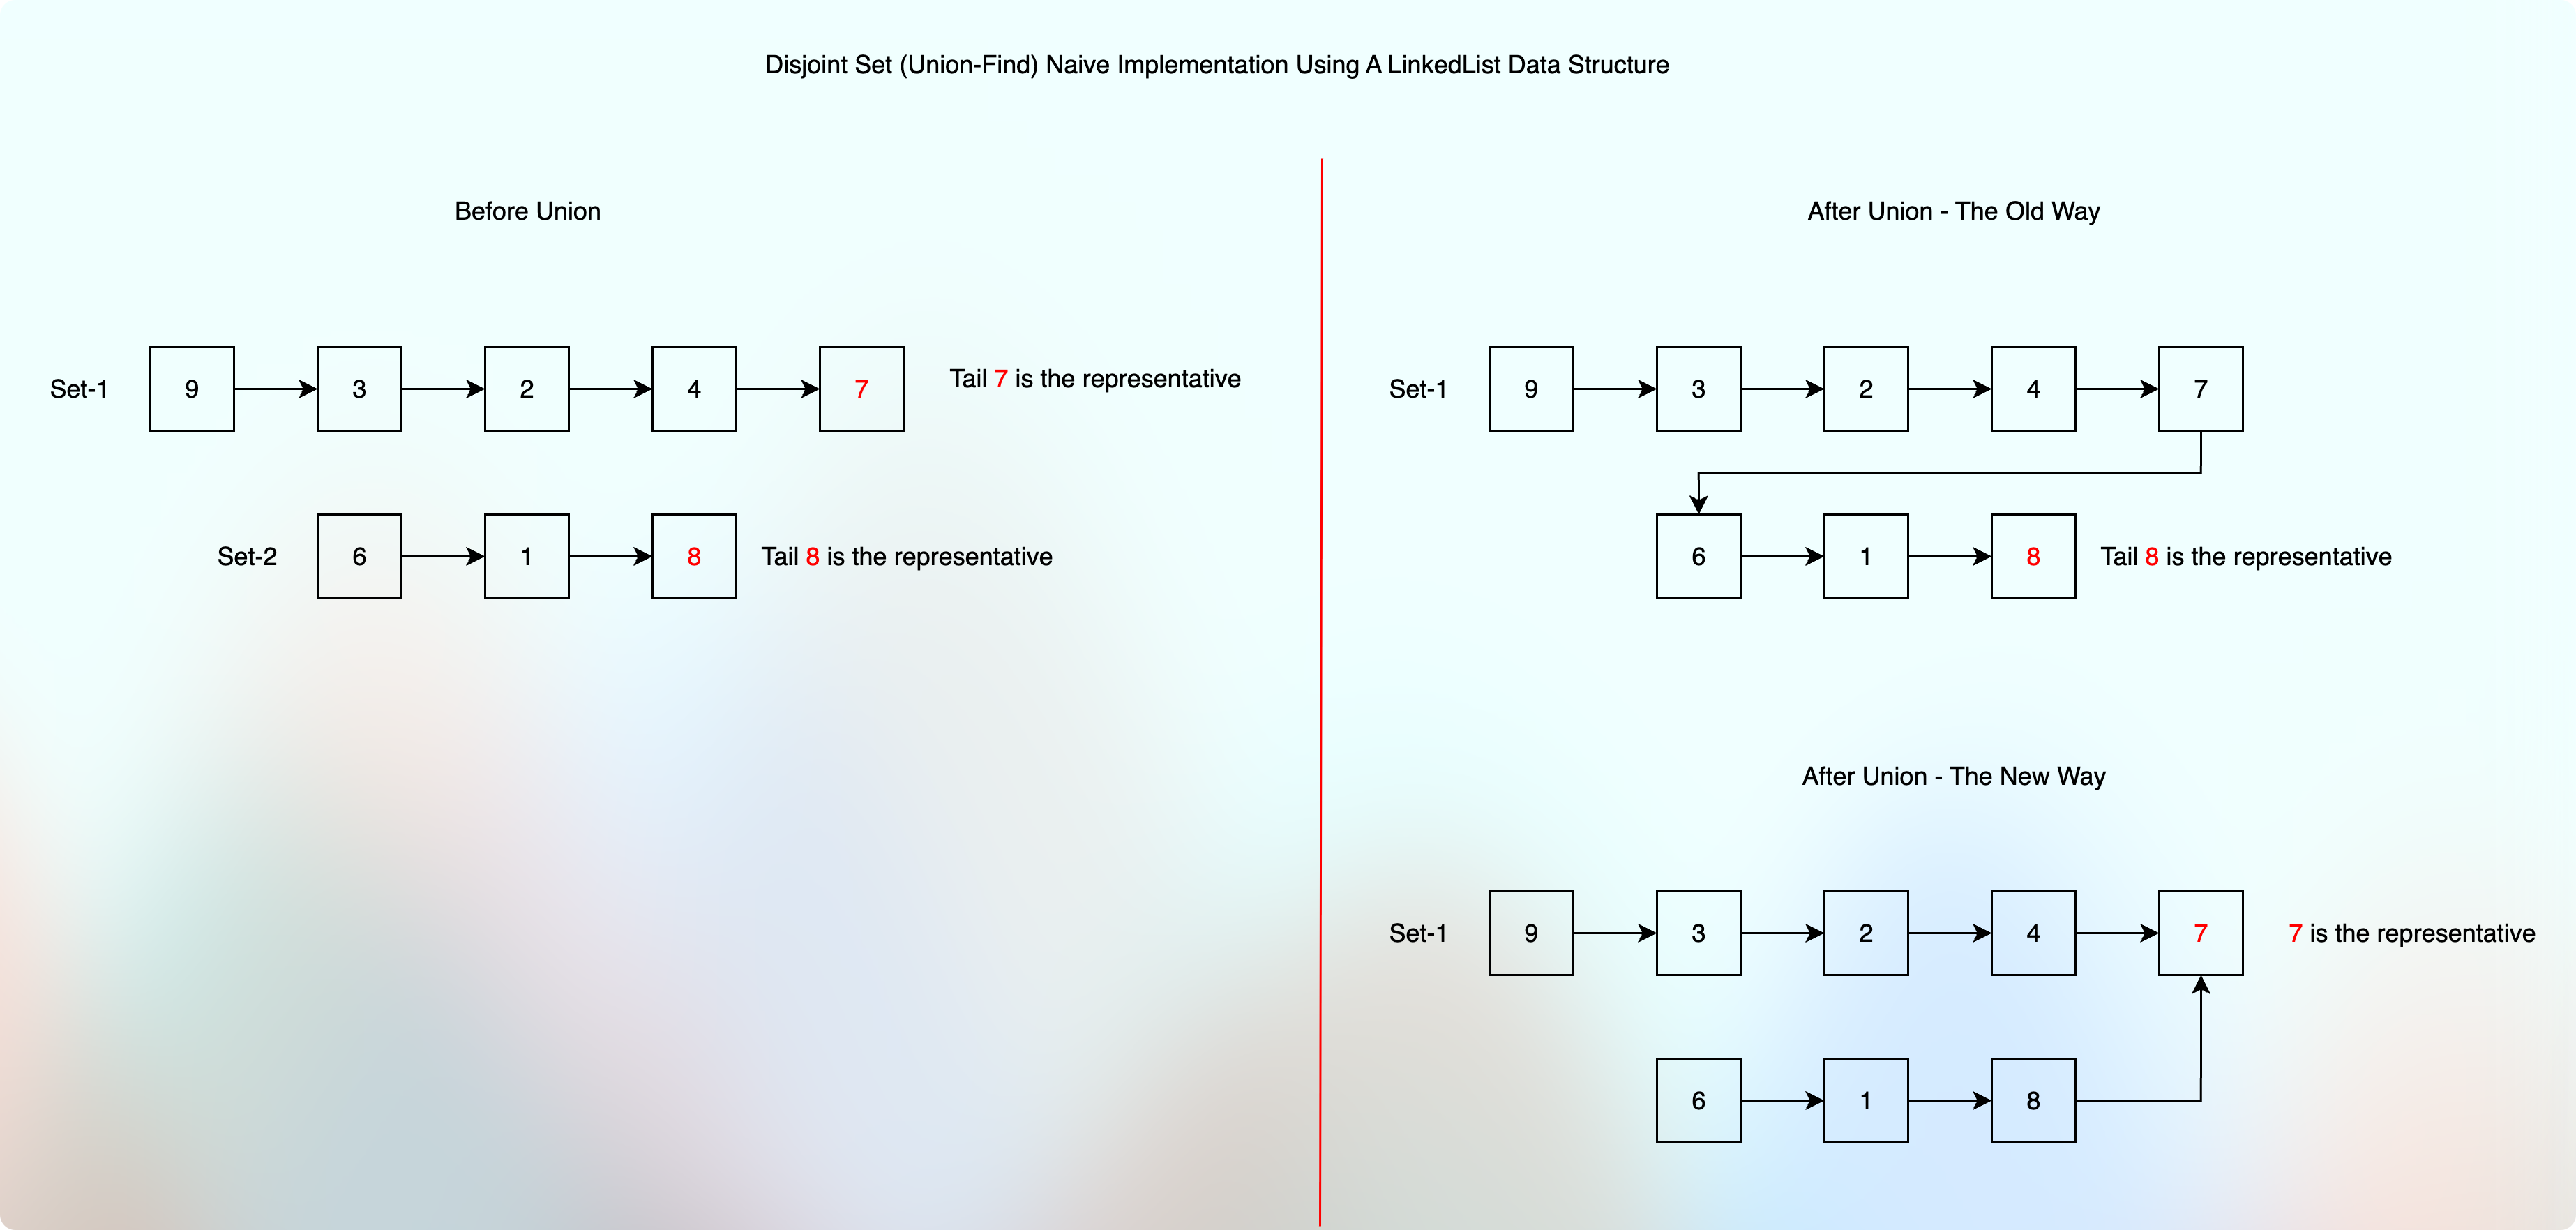 Disjoint Set (Union-Find) Naive Implementation Using A LinkedList Data Structure
Before Union
Set-1 9 3 2 4 7 Tail 7 is the representative
Set-2 6 1 8 Tail 8 is the representative
After Union - The Old Way
Set-1 9 3 2 4 7
6 1 8 Tail 8 is the representative
After Union - The New Way
Set-1 9 3 2 4 7 7 is the representative
6 1 8